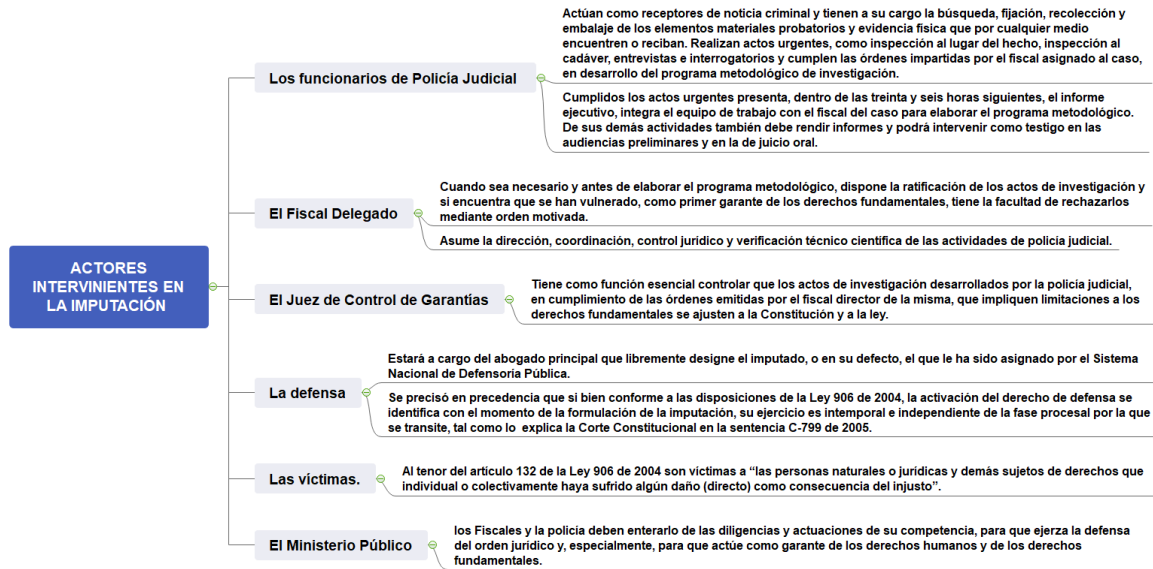 ACTORES
INTERVINIENTES EN
LA IMPUTACIÓN
Los funcionarios de Policía Judicial
Actúan como receptores de noticia criminal y tienen a su cargo la búsqueda, fijación, recolección y
embalaje de los elementos materiales probatorios y evidencia física que por cualquier medio
encuentren o reciban. Realizan actos urgentes, como inspección al lugar del hecho, inspección al
cadáver, entrevistas e interrogatorios y cumplen las órdenes impartidas por el fiscal asignado al caso,
en desarrollo del programa metodológico de investigación.
Cumplidos los actos urgentes presenta, dentro de las treinta y seis horas siguientes, el informe
ejecutivo, integra el equipo de trabajo con el fiscal del caso para elaborar el programa metodológico.
De sus demás actividades también debe rendir informes y podrá intervenir como testigo en las
audiencias preliminares y en la de juicio oral.
El Fiscal Delegado
Cuando sea necesario y antes de elaborar el programa metodológico, dispone la ratificación de los actos de investigación y
si encuentra que se han vulnerado, como primer garante de los derechos fundamentales, tiene la facultad de rechazarlos
mediante orden motivada.
Asume la dirección, coordinación, control jurídico y verificación técnico científica de las actividades de policía judicial.
El Juez de Control de Garantías
Tiene como función esencial controlar que los actos de investigación desarrollados por la policía judicial,
en cumplimiento de las órdenes emitidas por el fiscal director de la misma, que impliquen limitaciones a los
derechos fundamentales se ajusten a la Constitución y a la ley.
La defensa
Estará a cargo del abogado principal que libremente designe el imputado, o en su defecto, el que le ha sido asignado por el Sistema
Nacional de Defensoría Pública.
Se precisó en precedencia que si bien conforme a las disposiciones de la Ley 906 de 2004, la activación del derecho de defensa se
identifica con el momento de la formulación de la imputación, su ejercicio es intemporal e independiente de la fase procesal por la que
se transite, tal como lo explica la Corte Constitucional en la sentencia C-799 de 2005.
Las víctimas.
Al tenor del artículo 132 de la Ley 906 de 2004 son víctimas a “las personas naturales o jurídicas y demás sujetos de derechos que
individual o colectivamente haya sufrido algún daño (directo) como consecuencia del injusto”.
El Ministerio Público
los Fiscales y la policía deben enterarlo de las diligencias y actuaciones de su competencia, para que ejerza la defensa
del orden jurídico y, especialmente, para que actúe como garante de los derechos humanos y de los derechos
fundamentales.